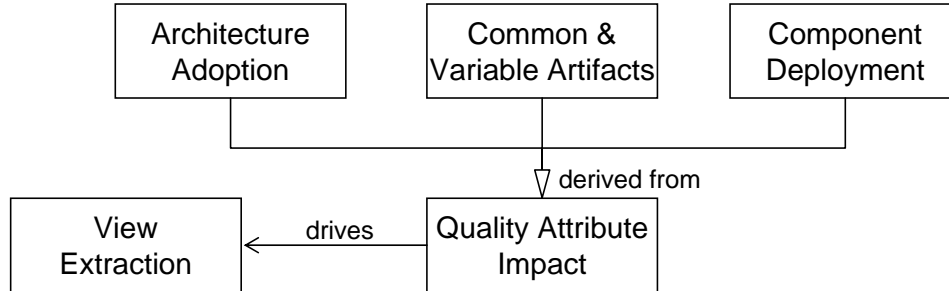 Architecture
Adoption
Common &
Variable Artifacts
Component
Deployment
derived from
View
Extraction
drives
Quality Attribute
Impact